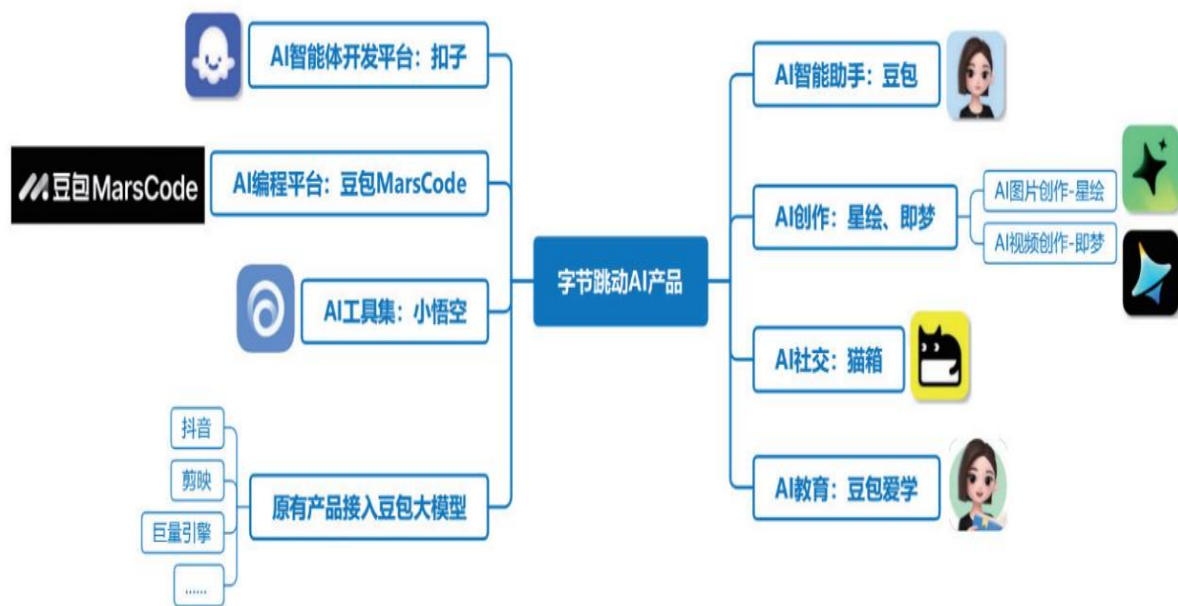 AI智能体开发平台：扣子
豆包MarsCode
AI编程平台：豆包MarsCode
AI工具集：小悟空
抖音
剪映
巨量引擎
......
原有产品接入豆包大模型
字节跳动AI产品
AI智能助手：豆包
AI创作：星绘、即梦
AI图片创作-星绘
AI视频创作-即梦
AI社交：猫箱
AI教育：豆包爱学